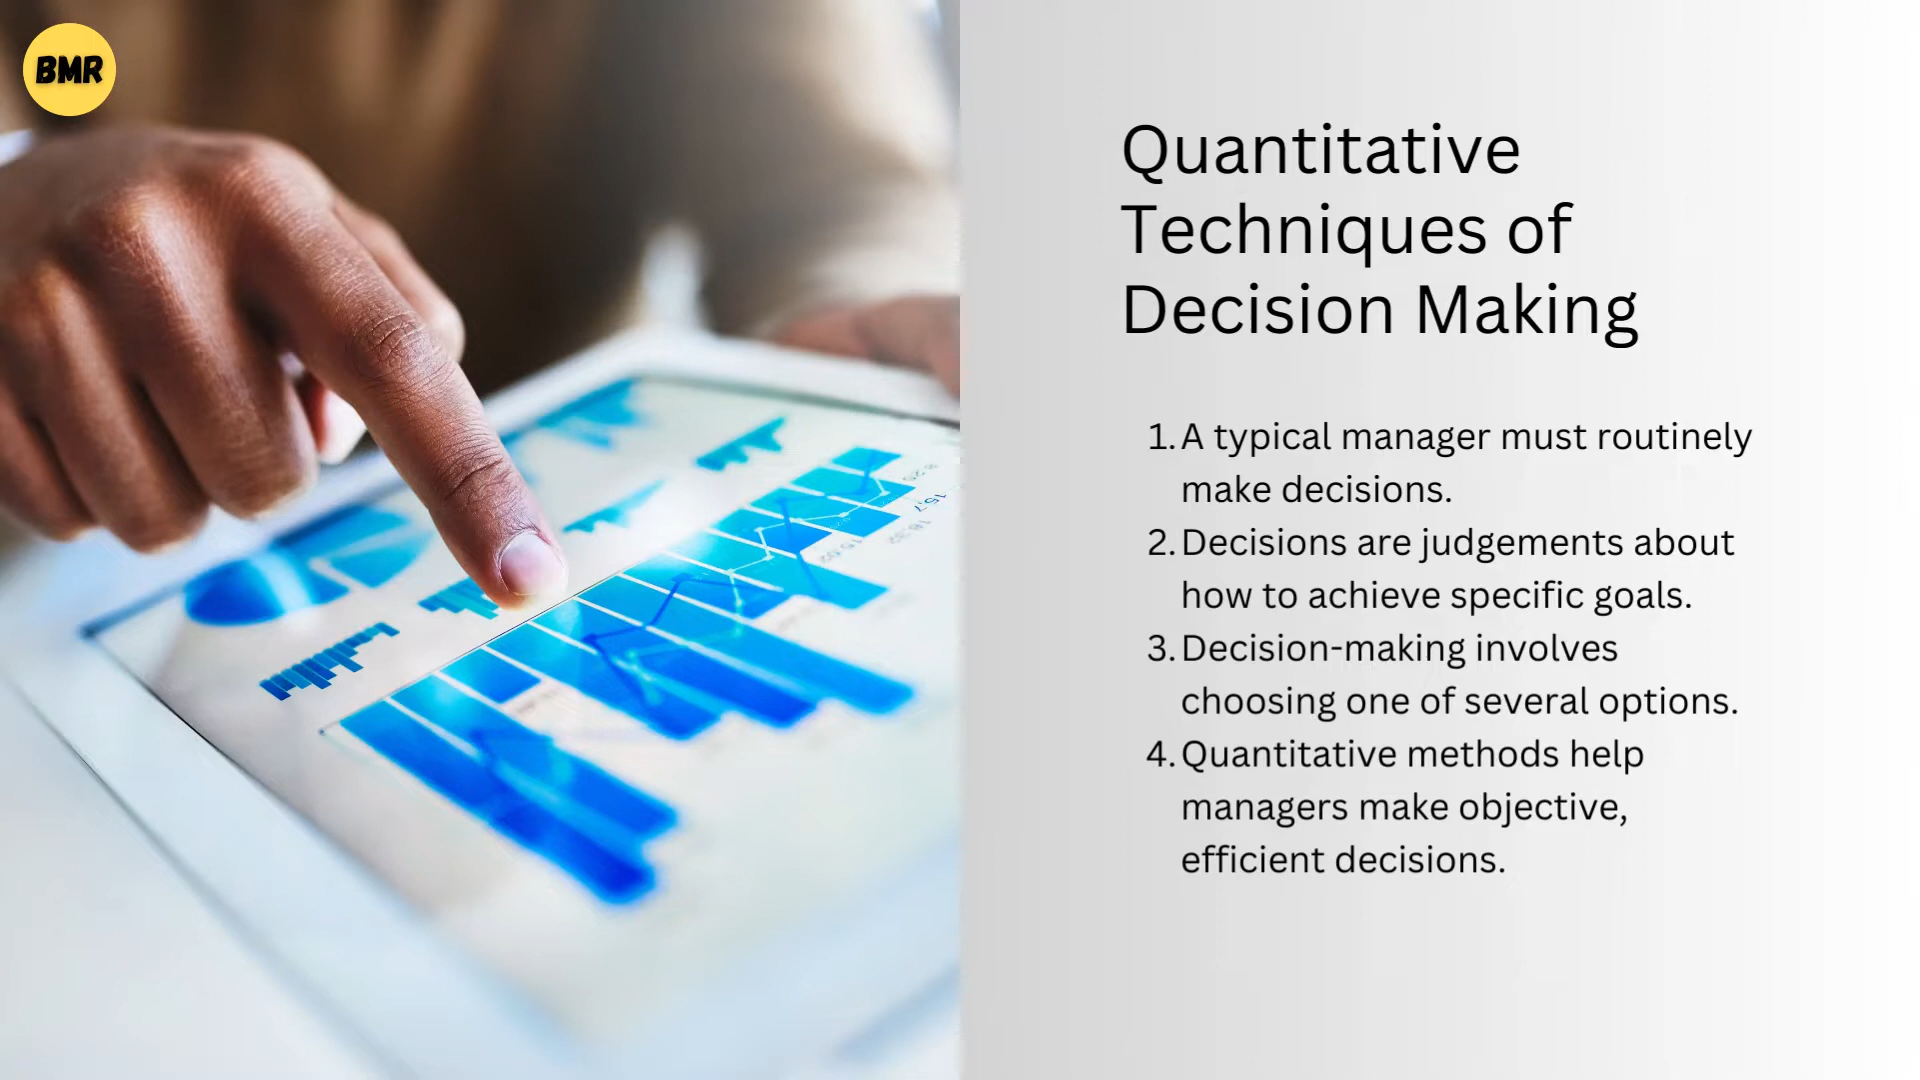 BMR
Quantitative
Techniques of
Decision Making
1. A typical manager must routinely
make decisions.
2. Decisions are judgements about
how to achieve specific goals.
3. Decision-making involves
choosing one of several options.
4. Quantitative methods help
managers make objective,
efficient decisions.